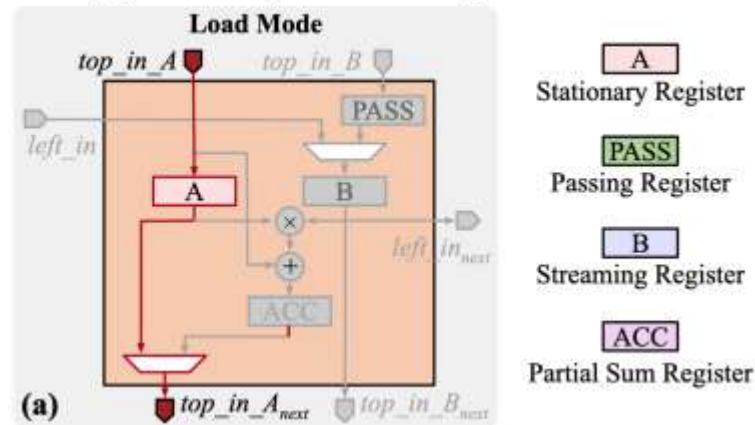 Load Mode
top_in_A
top_in_B
PASS
left_in
A
B
×
left_in_next
+
ACC
(a)
top_in_A_next
top_in_B_next
A
Stationary Register
PASS
Passing Register
B
Streaming Register
ACC
Partial Sum Register